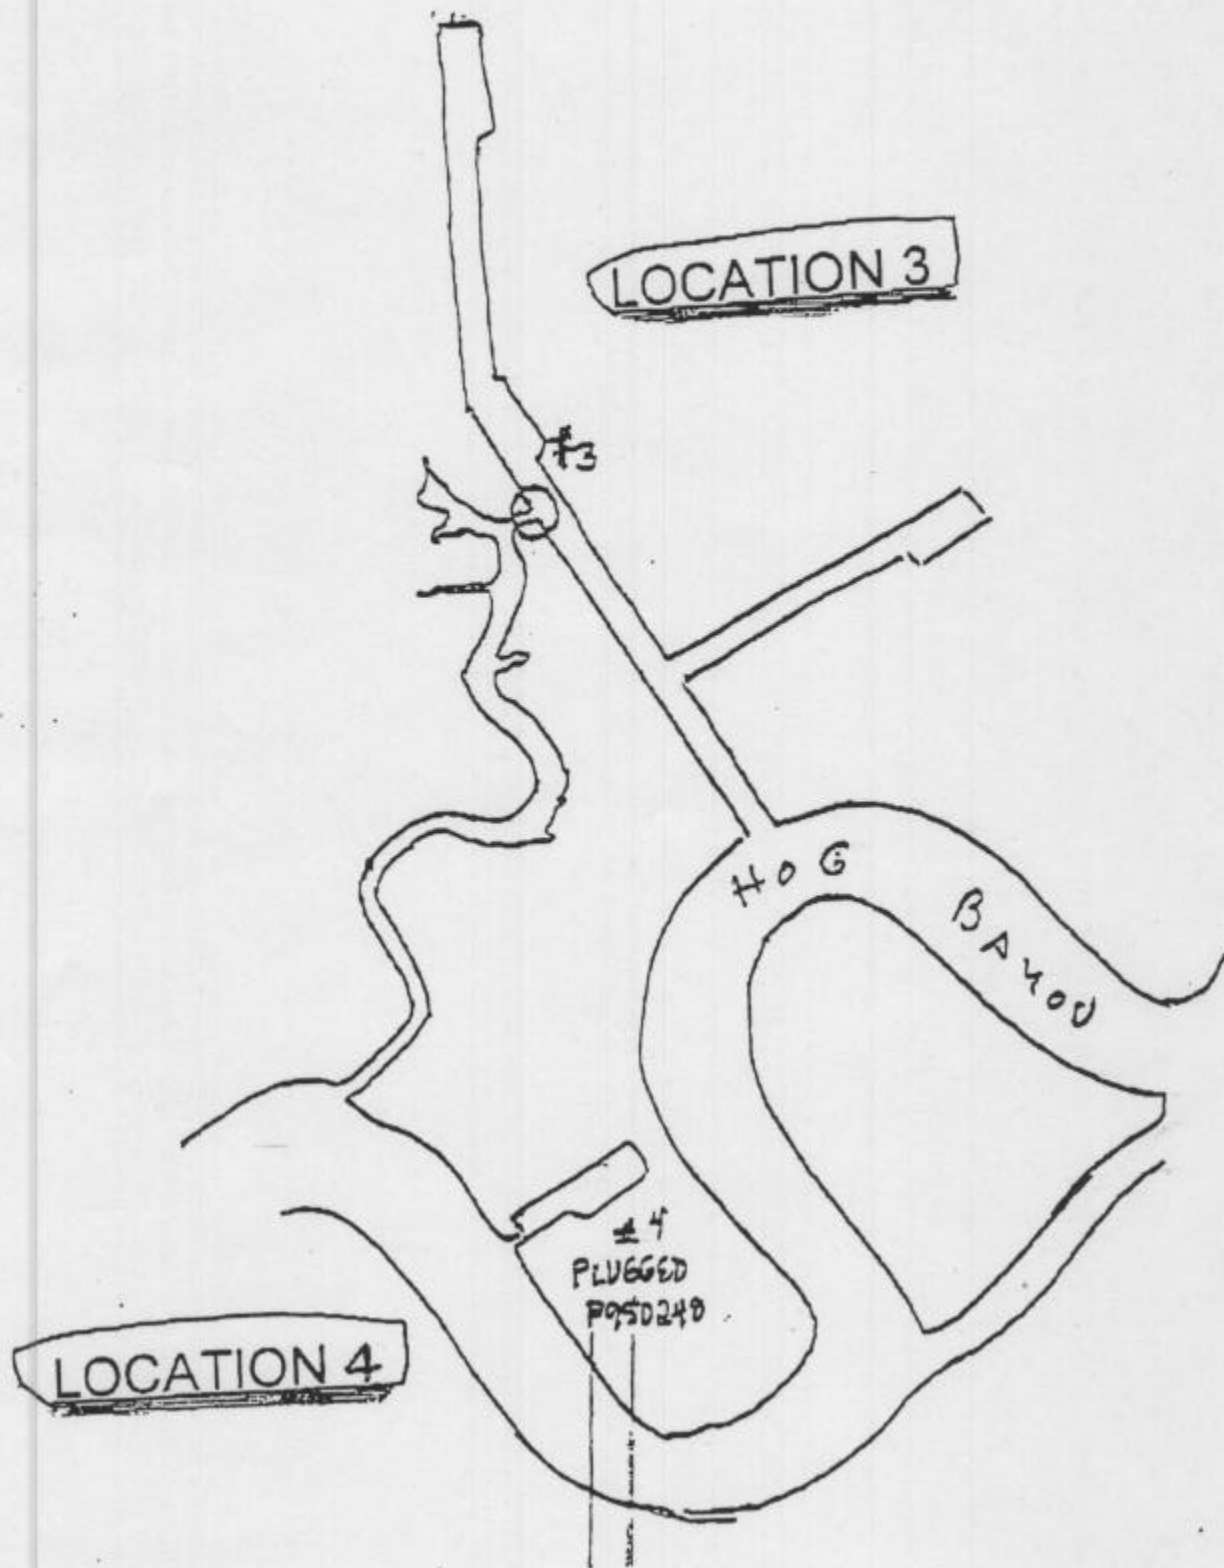 LOCATION 3
#3
HOG BAYOU
#4
PLUGGED
P950248
LOCATION 4